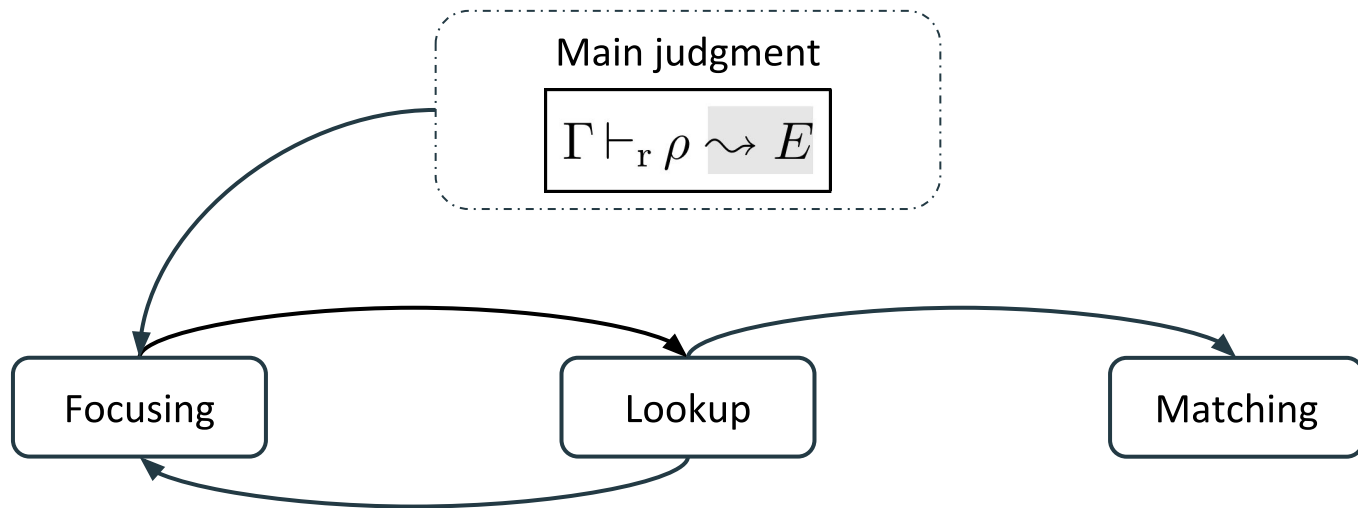 Main judgment
Γ ⊢r ρ ⇝ E
Focusing
Lookup
Matching